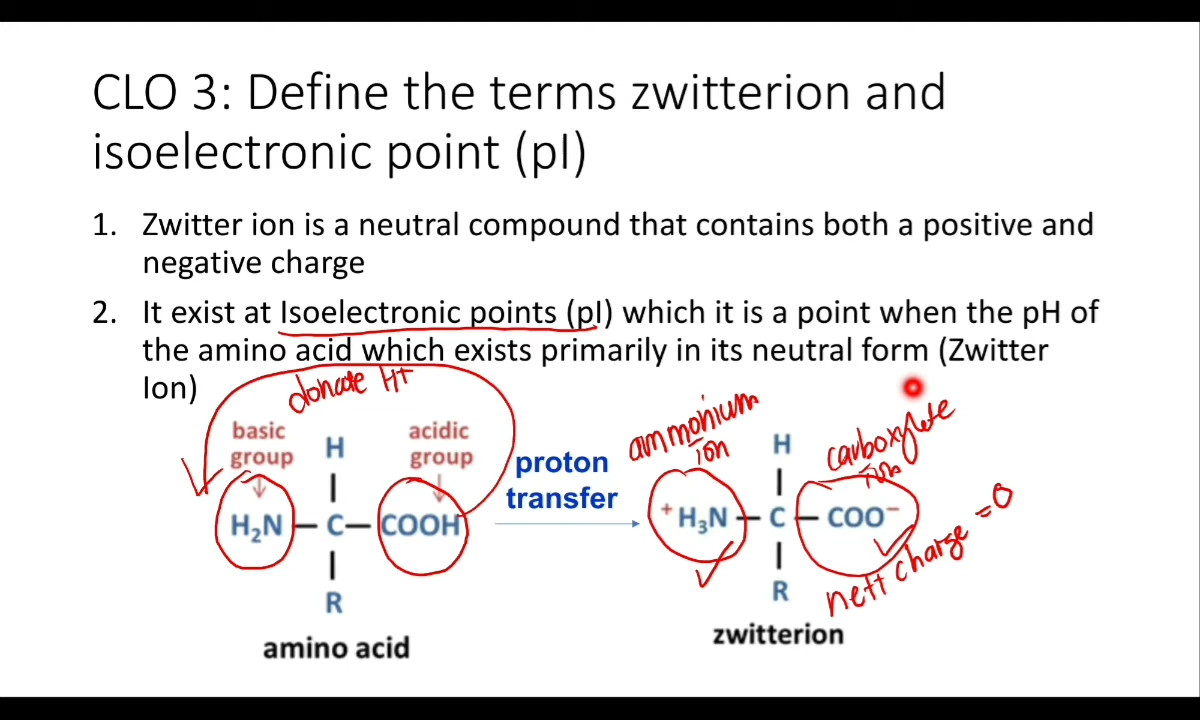 CLO 3: Define the terms zwitterion and
isoelectronic point (pI)
1. Zwitter ion is a neutral compound that contains both a positive and
negative charge
2. It exist at Isoelectronic points (pI) which it is a point when the pH of
the amino acid which exists primarily in its neutral form (Zwitter
Ion)
donate H+
basic
group
H
acidic
group
H₂N – C – COOH
R
amino acid
proton
transfer
ammonium
ion
H
carboxylate
ion
⁺H₃N – C – COO⁻
R
nett charge = 0
zwitterion